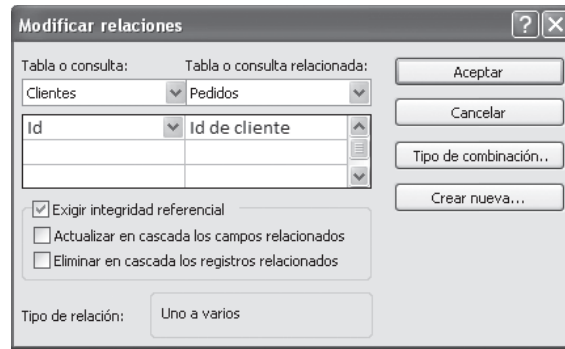 Modificar relaciones
Tabla o consulta: Tabla o consulta relacionada:
Clientes Pedidos
Id Id de cliente
Exigir integridad referencial
Actualizar en cascada los campos relacionados
Eliminar en cascada los registros relacionados
Tipo de relación: Uno a varios
Aceptar
Cancelar
Tipo de combinación..
Crear nueva...